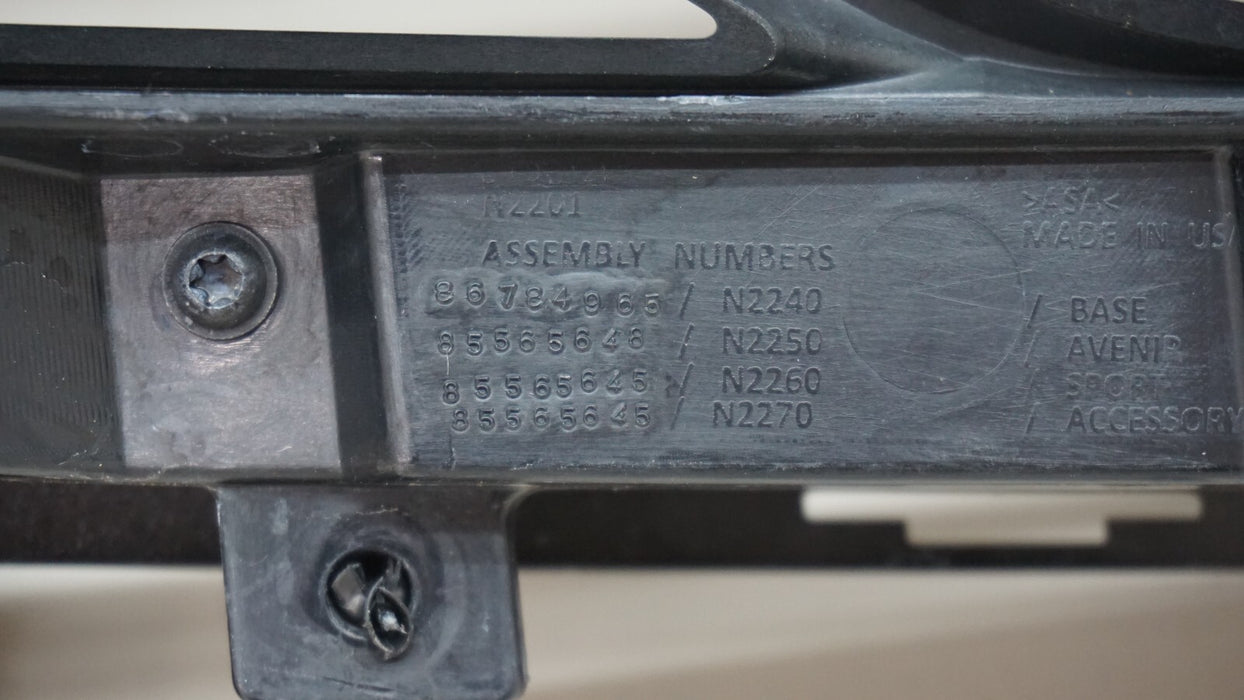 N2201
>ASA<
MADE IN USA
ASSEMBLY NUMBERS
86784965 / N2240 / BASE
85565648 / N2250 / AVENIR
85565645 / N2260 / SPORT
85565645 / N2270 / ACCESSORY